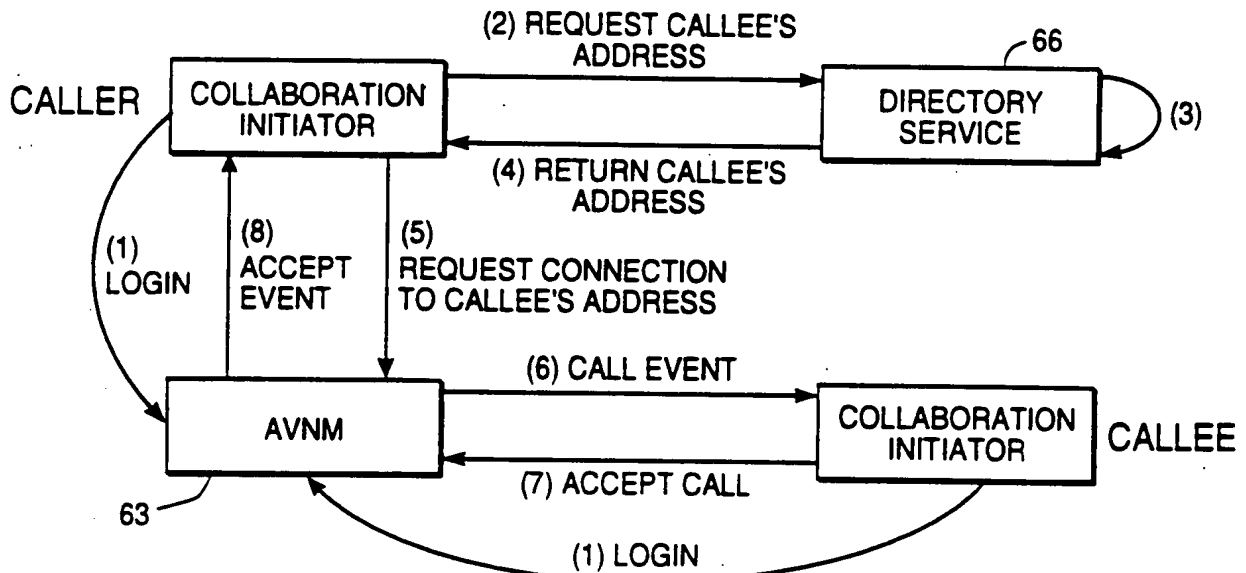 (2) REQUEST CALLEE'S
ADDRESS
66
CALLER
COLLABORATION
INITIATOR
DIRECTORY
SERVICE
(3)
(4) RETURN CALLEE'S
ADDRESS
(1)
LOGIN
(8)
ACCEPT
EVENT
(5)
REQUEST CONNECTION
TO CALLEE'S ADDRESS
(6) CALL EVENT
AVNM
COLLABORATION
INITIATOR
CALLEE
(7) ACCEPT CALL
63
(1) LOGIN